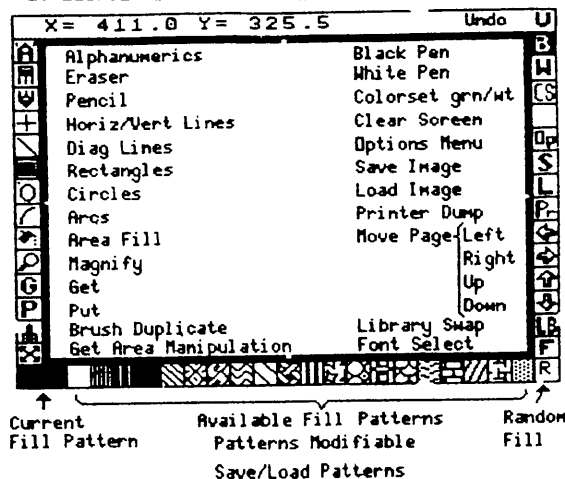 X= 411.0 Y= 325.5 Undo U
A Alphanumerics Black Pen B
Eraser White Pen W
Pencil Colorset grn/wt CS
Horiz/Vert Lines Clear Soreen
Diag Lines Options Menu Op
Rectangles Save Image S
Circles Load Image L
Arcs Printer Dump Pr
Area Fill Move Page Left
Magnify Right
G Get Up
P Put Down
Brush Duplicate Library Swap LB
Get Area Manipulation Font Select F
R
Current Available Fill Patterns Random
Fill Pattern Patterns Modifiable Fill
Save/Load Patterns